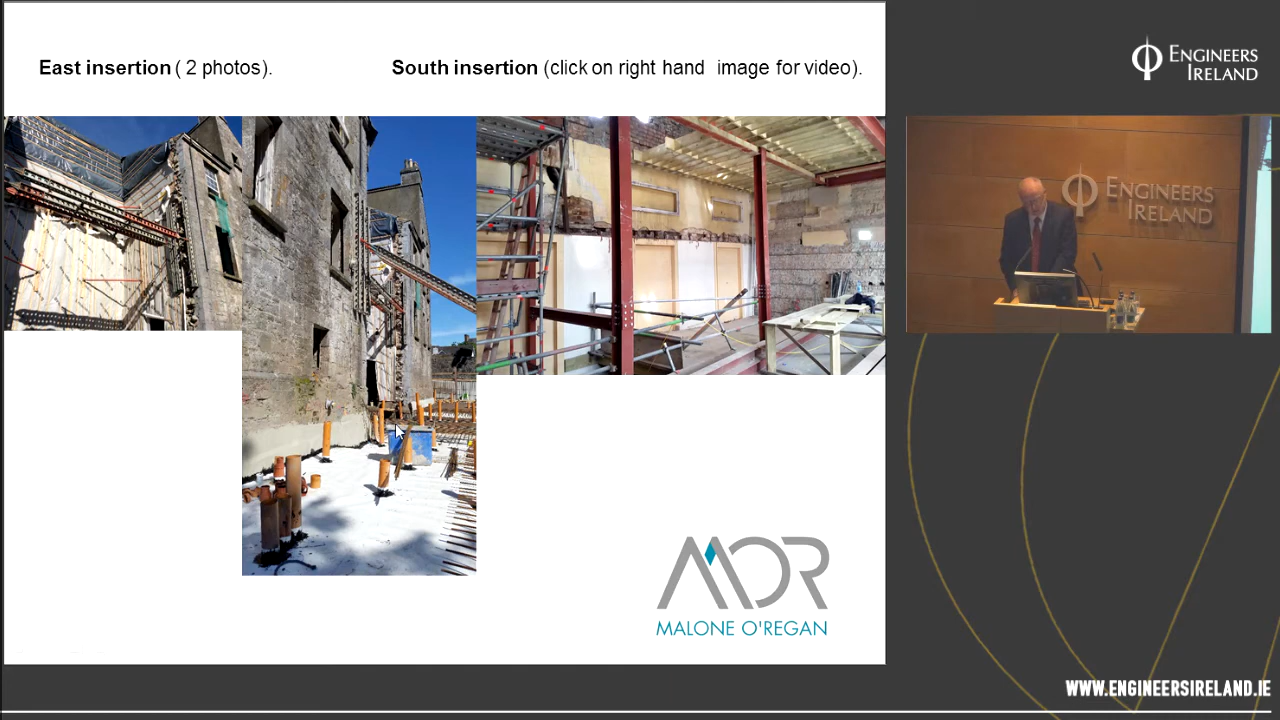 East insertion ( 2 photos).
South insertion (click on right hand image for video).
ENGINEERS
IRELAND
ENGINEERS
IRELAND
MOR
MALONE O'REGAN
WWW.ENGINEERSIRELAND.IE